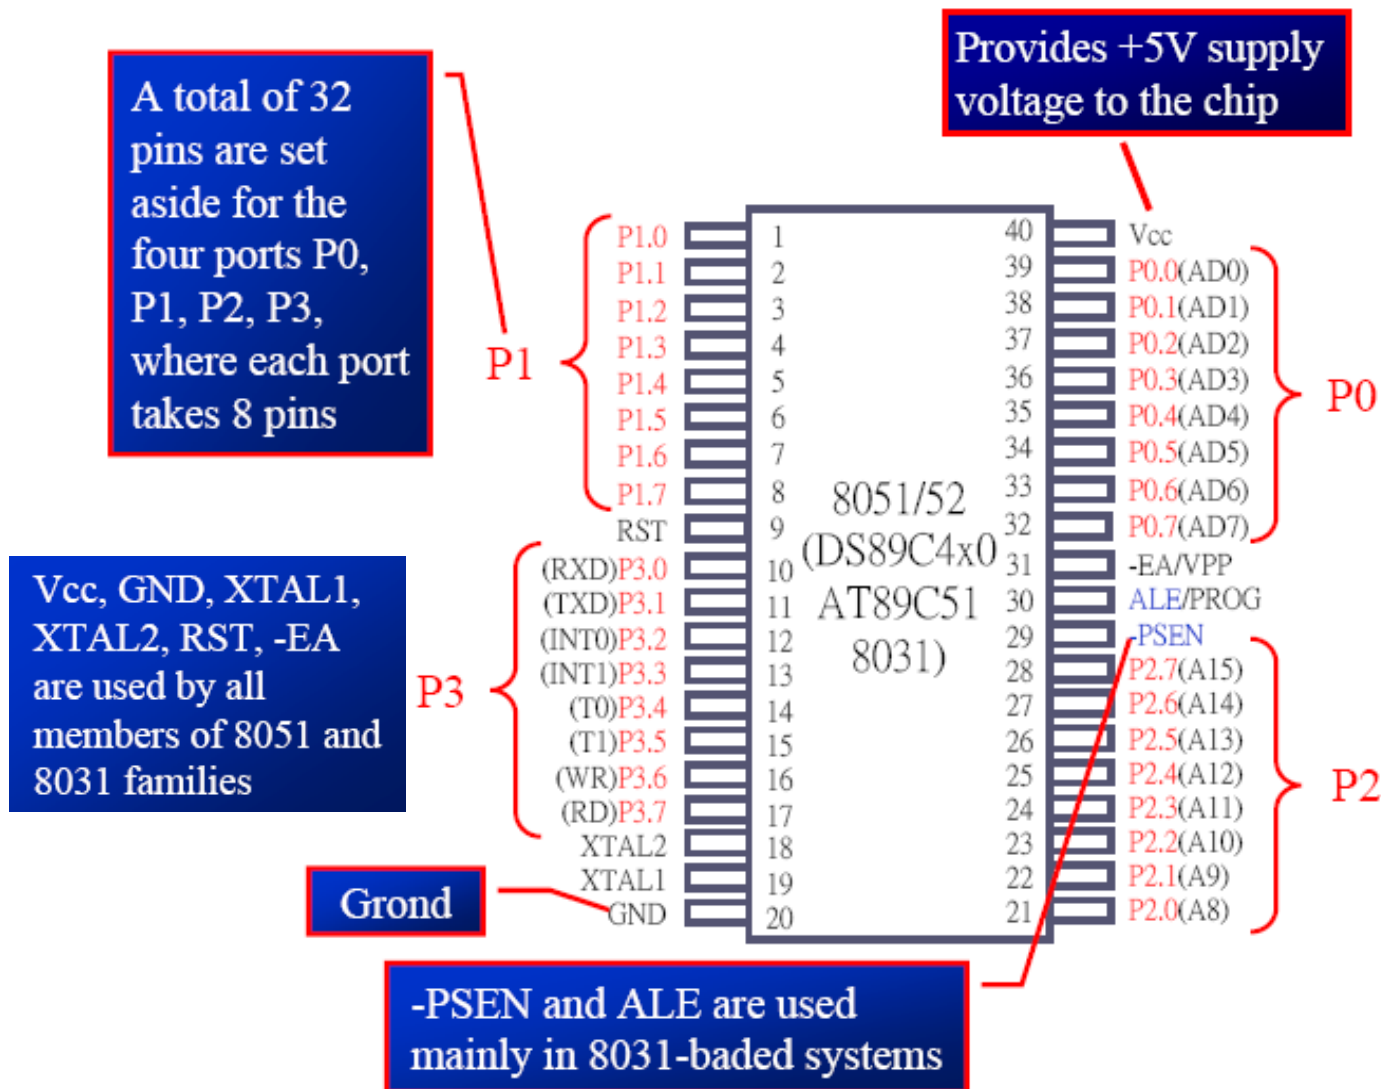 Provides +5V supply
voltage to the chip
A total of 32
pins are set
aside for the
four ports P0,
P1, P2, P3,
where each port
takes 8 pins
P1
P1.0 1
P1.1 2
P1.2 3
P1.3 4
P1.4 5
P1.5 6
P1.6 7
P1.7 8
RST 9
Vcc, GND, XTAL1,
XTAL2, RST, -EA
are used by all
members of 8051 and
8031 families
P3
(RXD)P3.0 10
(TXD)P3.1 11
(INT0)P3.2 12
(INT1)P3.3 13
(T0)P3.4 14
(T1)P3.5 15
(WR)P3.6 16
(RD)P3.7 17
XTAL2 18
XTAL1 19
GND 20
Grond
8051/52
(DS89C4x0
AT89C51
8031)
40 Vcc
39 P0.0(AD0)
38 P0.1(AD1)
37 P0.2(AD2)
36 P0.3(AD3)
35 P0.4(AD4)
34 P0.5(AD5)
33 P0.6(AD6)
32 P0.7(AD7)
P0
31 -EA/VPP
30 ALE/PROG
29 -PSEN
28 P2.7(A15)
27 P2.6(A14)
26 P2.5(A13)
25 P2.4(A12)
24 P2.3(A11)
23 P2.2(A10)
22 P2.1(A9)
21 P2.0(A8)
P2
-PSEN and ALE are used
mainly in 8031-baded systems